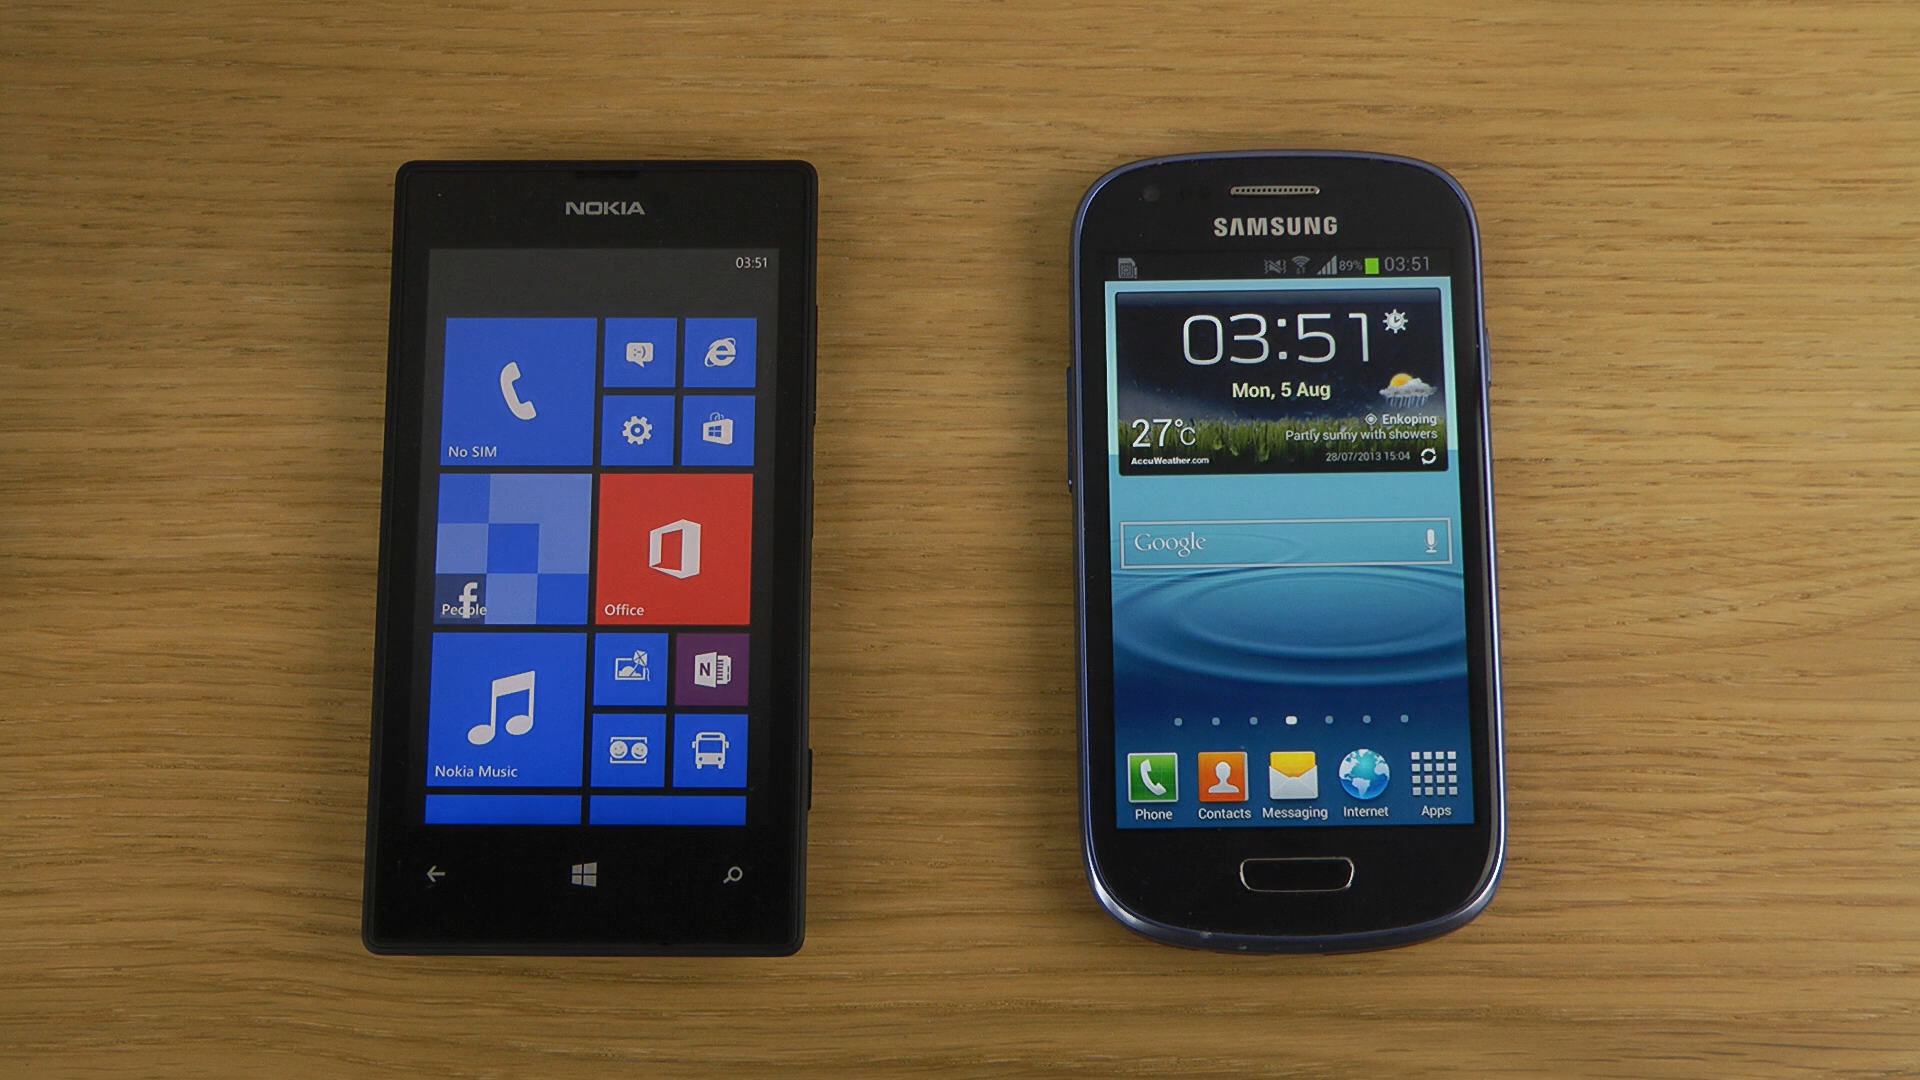 NOKIA
03:51
No SIM
People
Office
Nokia Music
SAMSUNG
89% 03:51
03:51
Mon, 5 Aug
27°C
Enkoping
Partly sunny with showers
AccuWeather.com
28/07/2013 15:04
Google
Phone
Contacts
Messaging
Internet
Apps